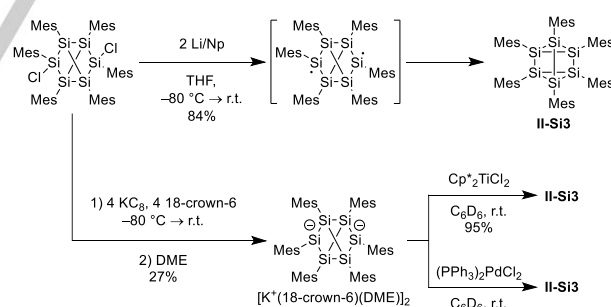 Mes Mes
Si Si Cl
Mes Si Si
Cl Si Si Mes
Mes Mes
2 Li/Np
THF,
–80 °C → r.t.
84%
Mes Mes
Si Si
Mes Si Si
Si Si Mes
Mes Mes
Mes
Mes Si Mes
Si Si
Si Si
Mes Si Mes
Mes
II-Si3
1) 4 KC8, 4 18-crown-6
–80 °C → r.t.
2) DME
27%
Mes Mes
⊖ Si Si ⊖
Si Si
Mes Si Si Mes
Mes Mes
[K+(18-crown-6)(DME)]2
Cp*2TiCl2
C6D6, r.t.
95%
II-Si3
(PPh3)2PdCl2
C6D6, r.t.
II-Si3